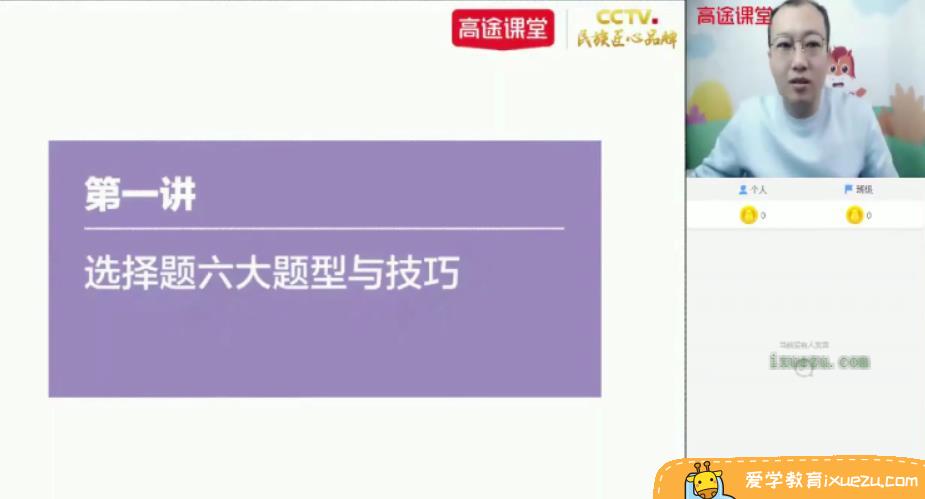 高途课堂
CCTV.
民族匠心品牌
高途课堂
第一讲
选择题六大题型与技巧
个人
班级
0
0
ixuezu.com
爱学教育ixuezu.com